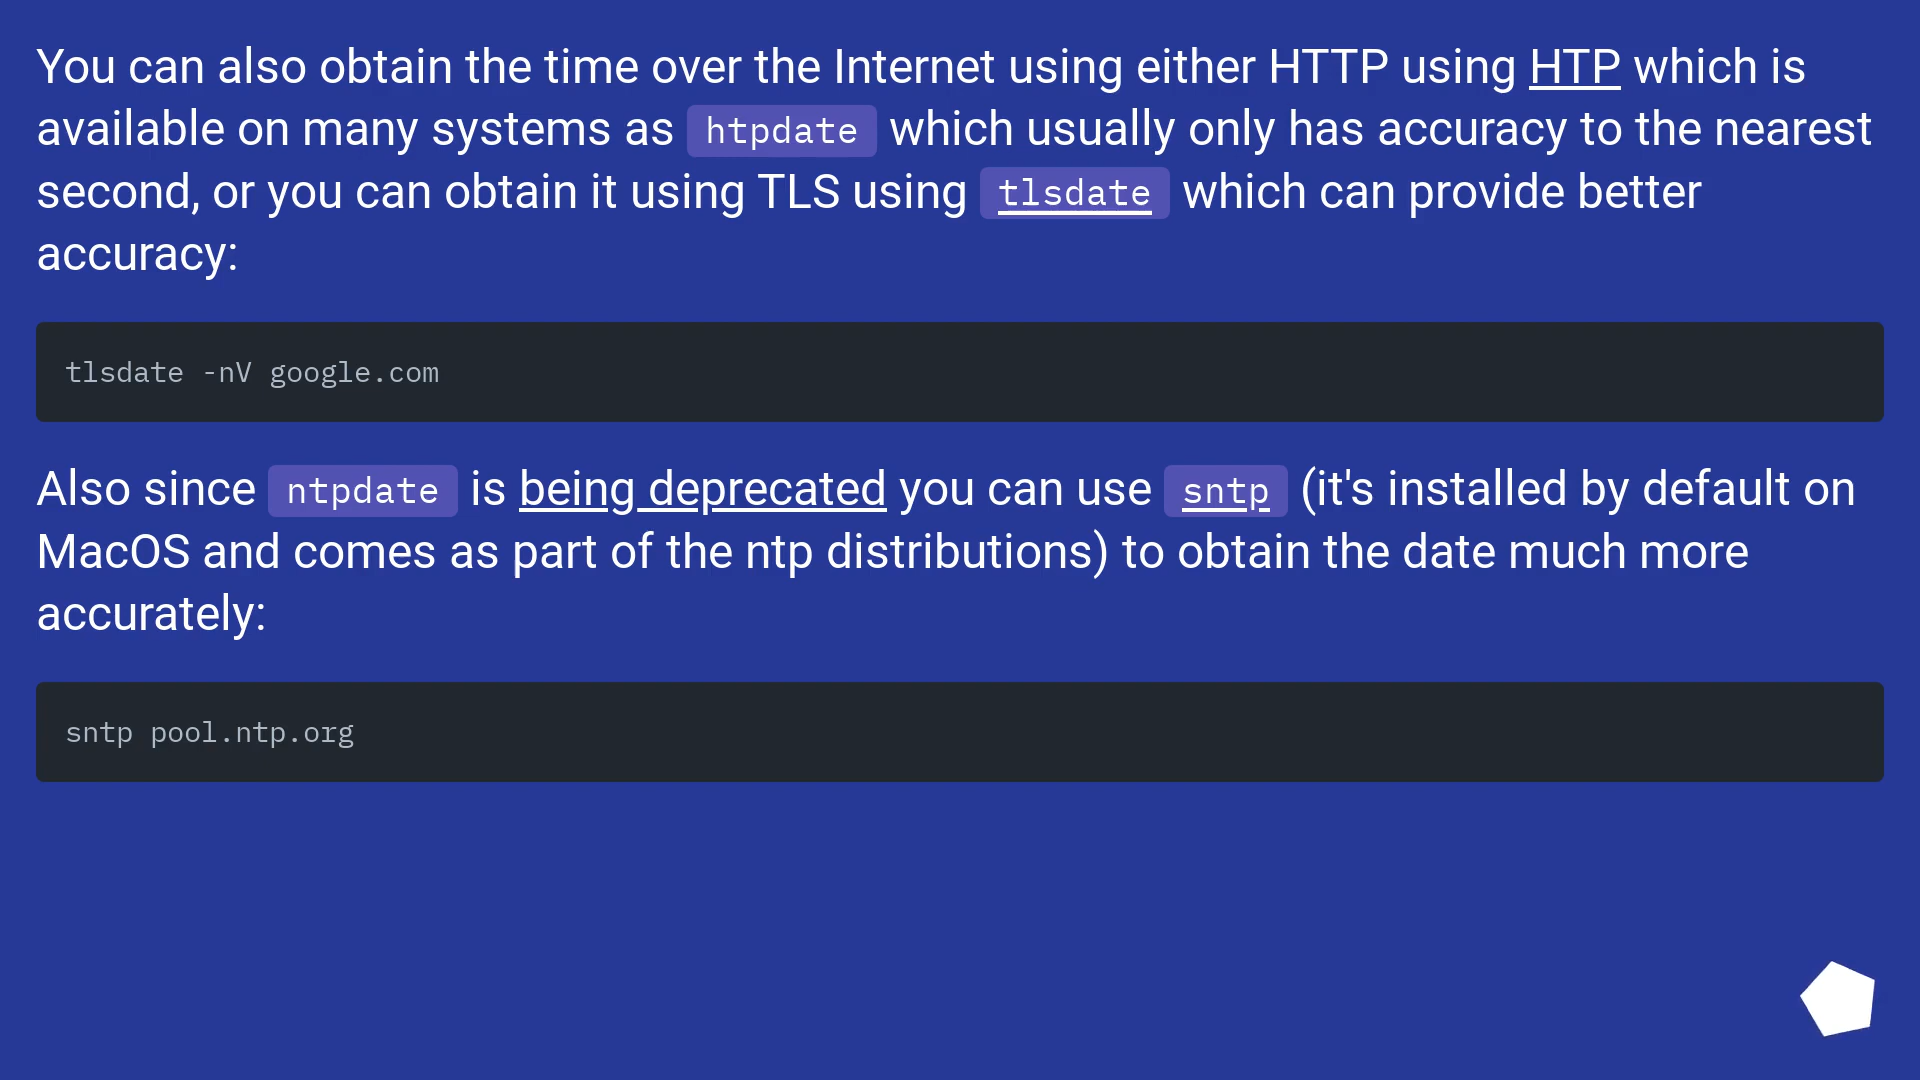 You can also obtain the time over the Internet using either HTTP using HTP which is
available on many systems as htpdate which usually only has accuracy to the nearest
second, or you can obtain it using TLS using tlsdate which can provide better
accuracy:
tlsdate -nV google.com
Also since ntpdate is being deprecated you can use sntp (it's installed by default on
MacOS and comes as part of the ntp distributions) to obtain the date much more
accurately:
sntp pool.ntp.org